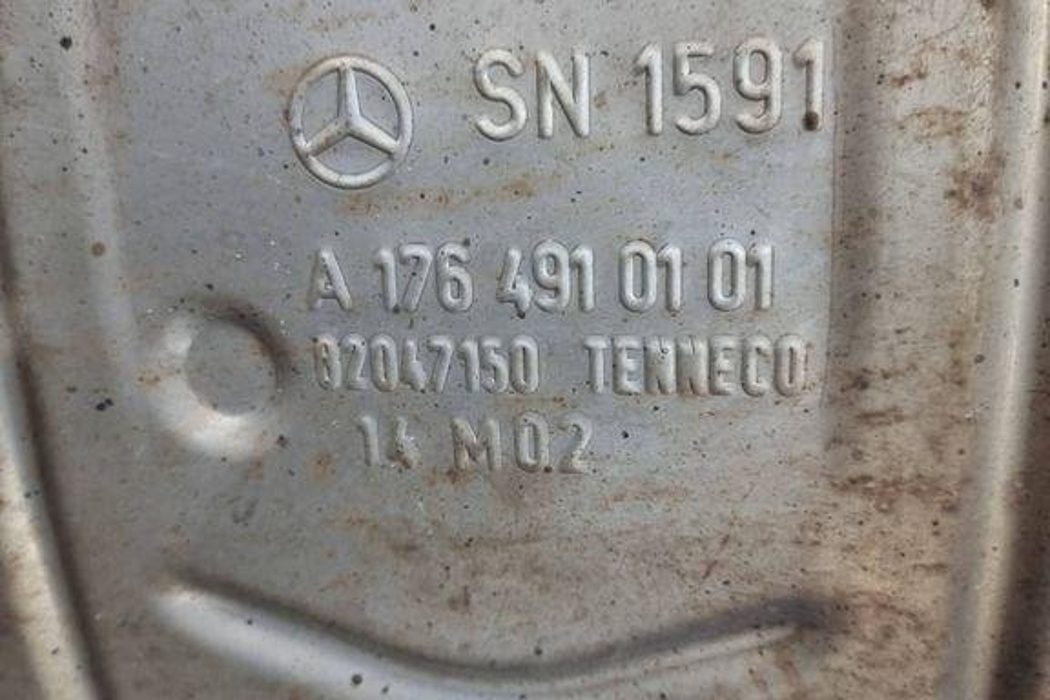 SN 1591
A 176 491 01 01
82047150 TENNECO
14 M02